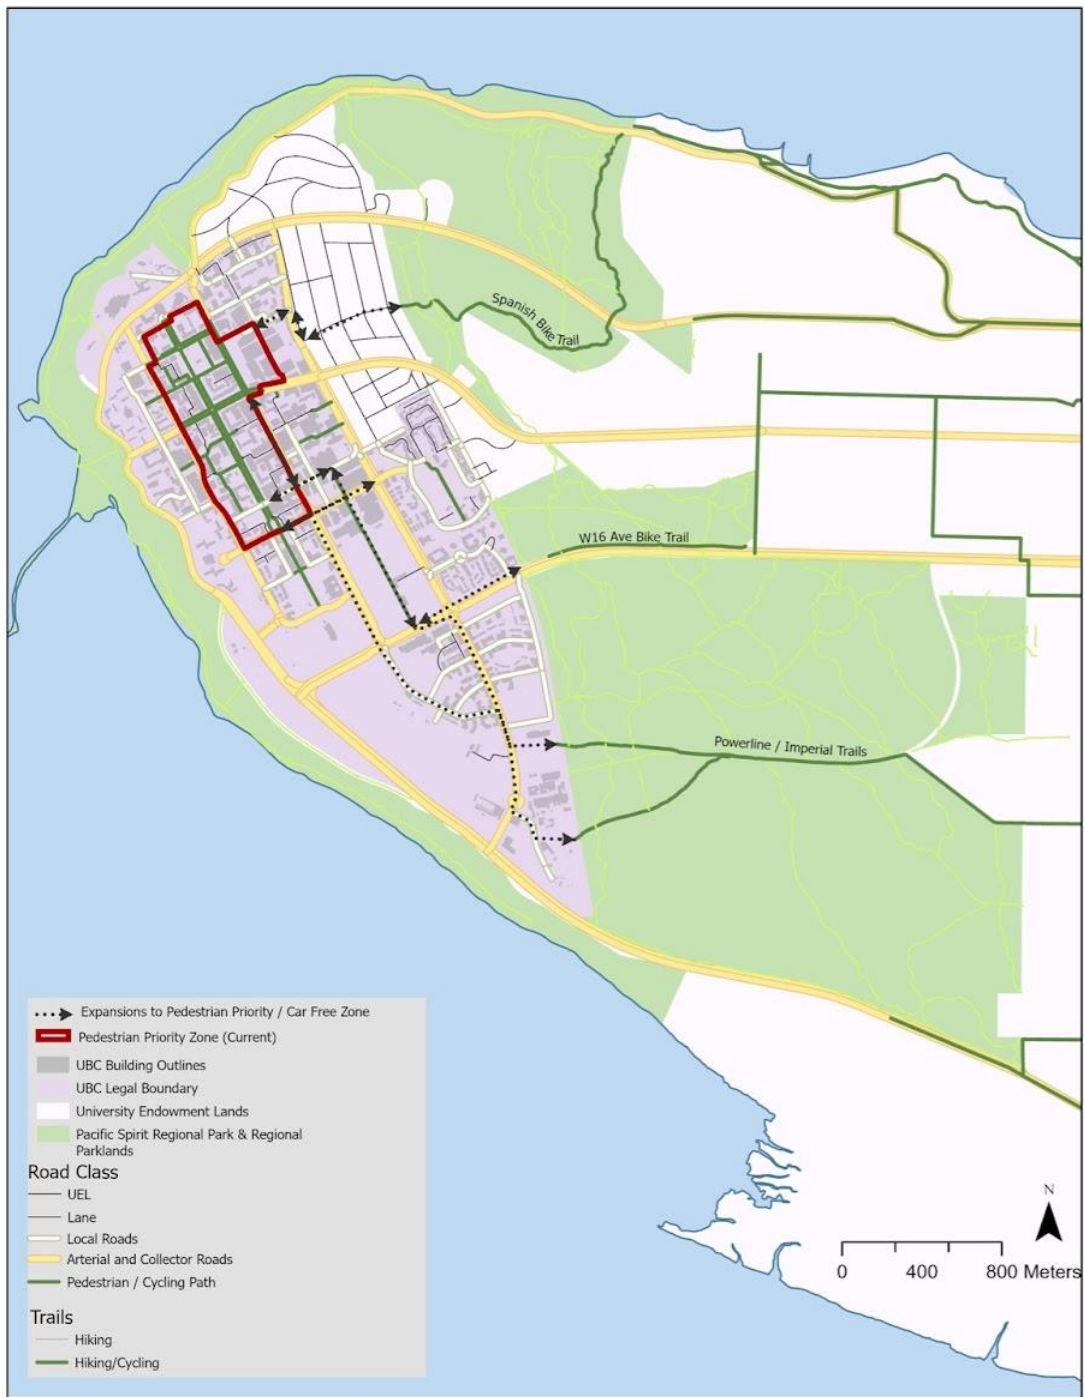 Spanish Bike Trail
W16 Ave Bike Trail
Powerline / Imperial Trails
Expansions to Pedestrian Priority / Car Free Zone
Pedestrian Priority Zone (Current)
UBC Building Outlines
UBC Legal Boundary
University Endowment Lands
Pacific Spirit Regional Park & Regional
Parklands
Road Class
UEL
Lane
Local Roads
Arterial and Collector Roads
Pedestrian / Cycling Path
Trails
Hiking
Hiking/Cycling
N
0 400 800 Meters